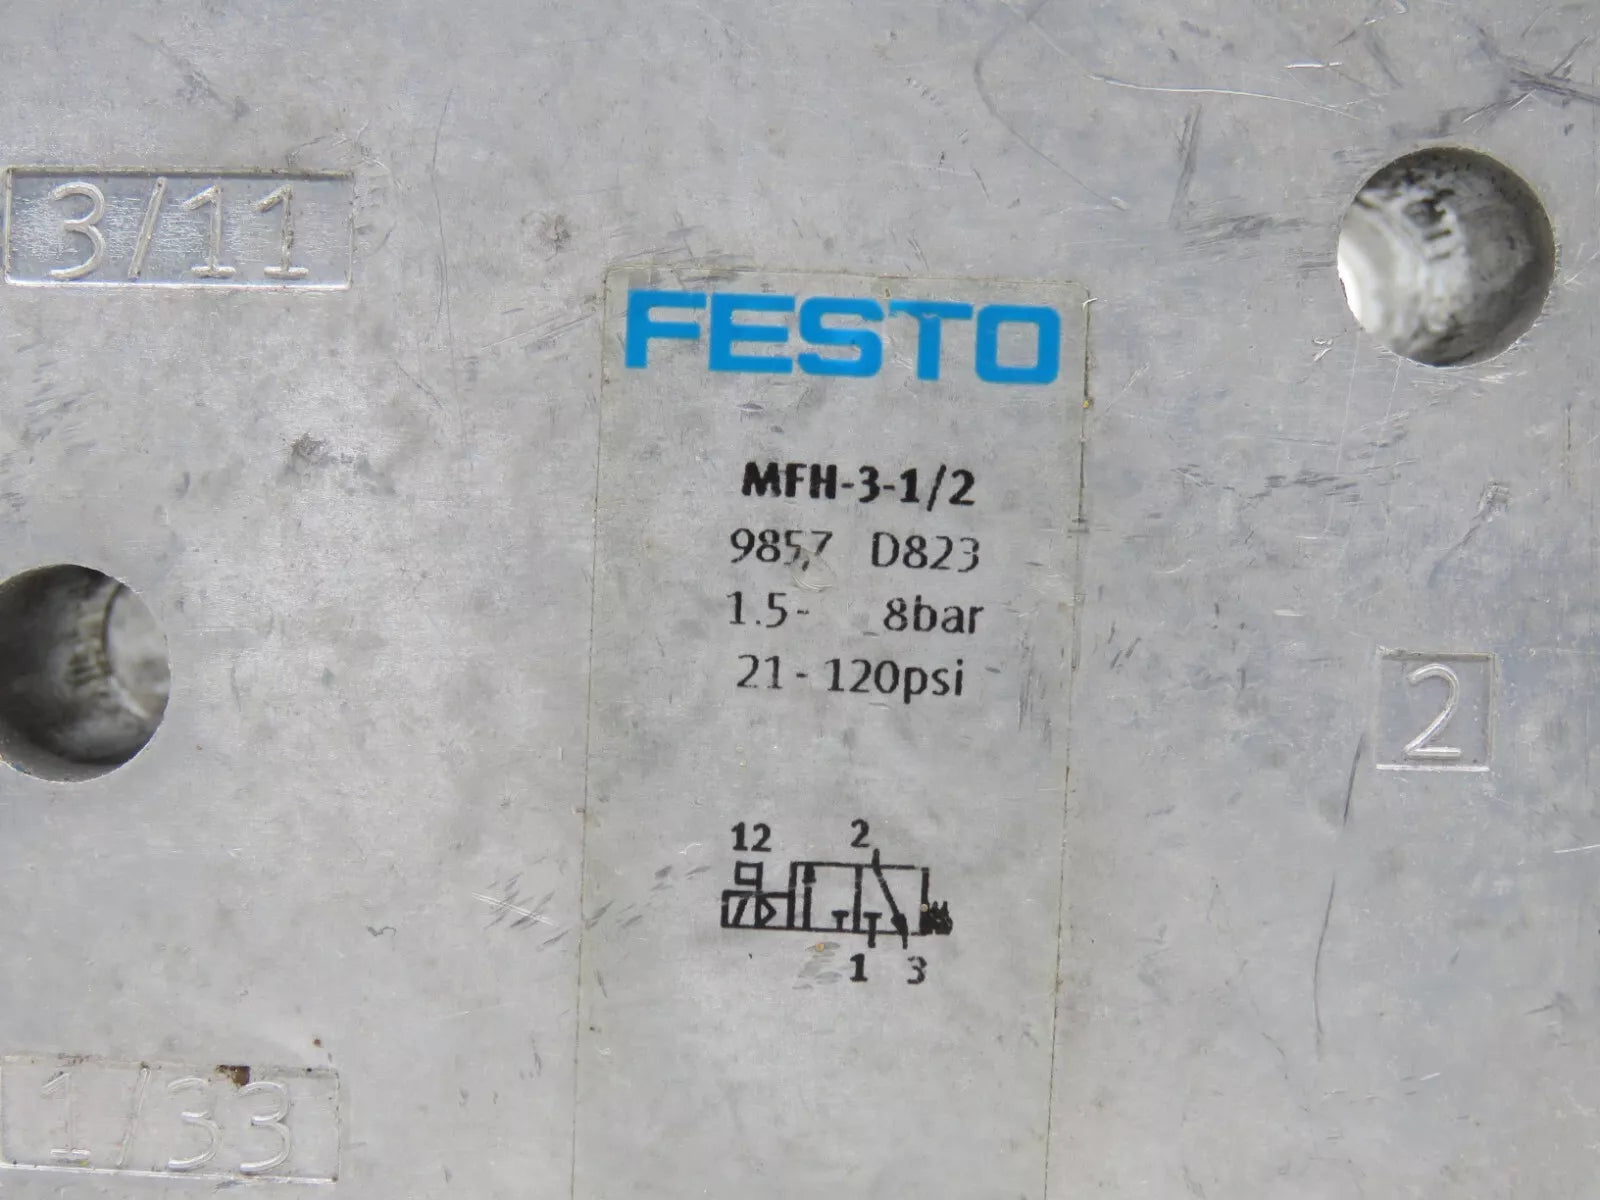 3/11
FESTO
MFH-3-1/2
9857 D823
1.5- 8bar
21-120psi
2
12 2
1 3
1/33